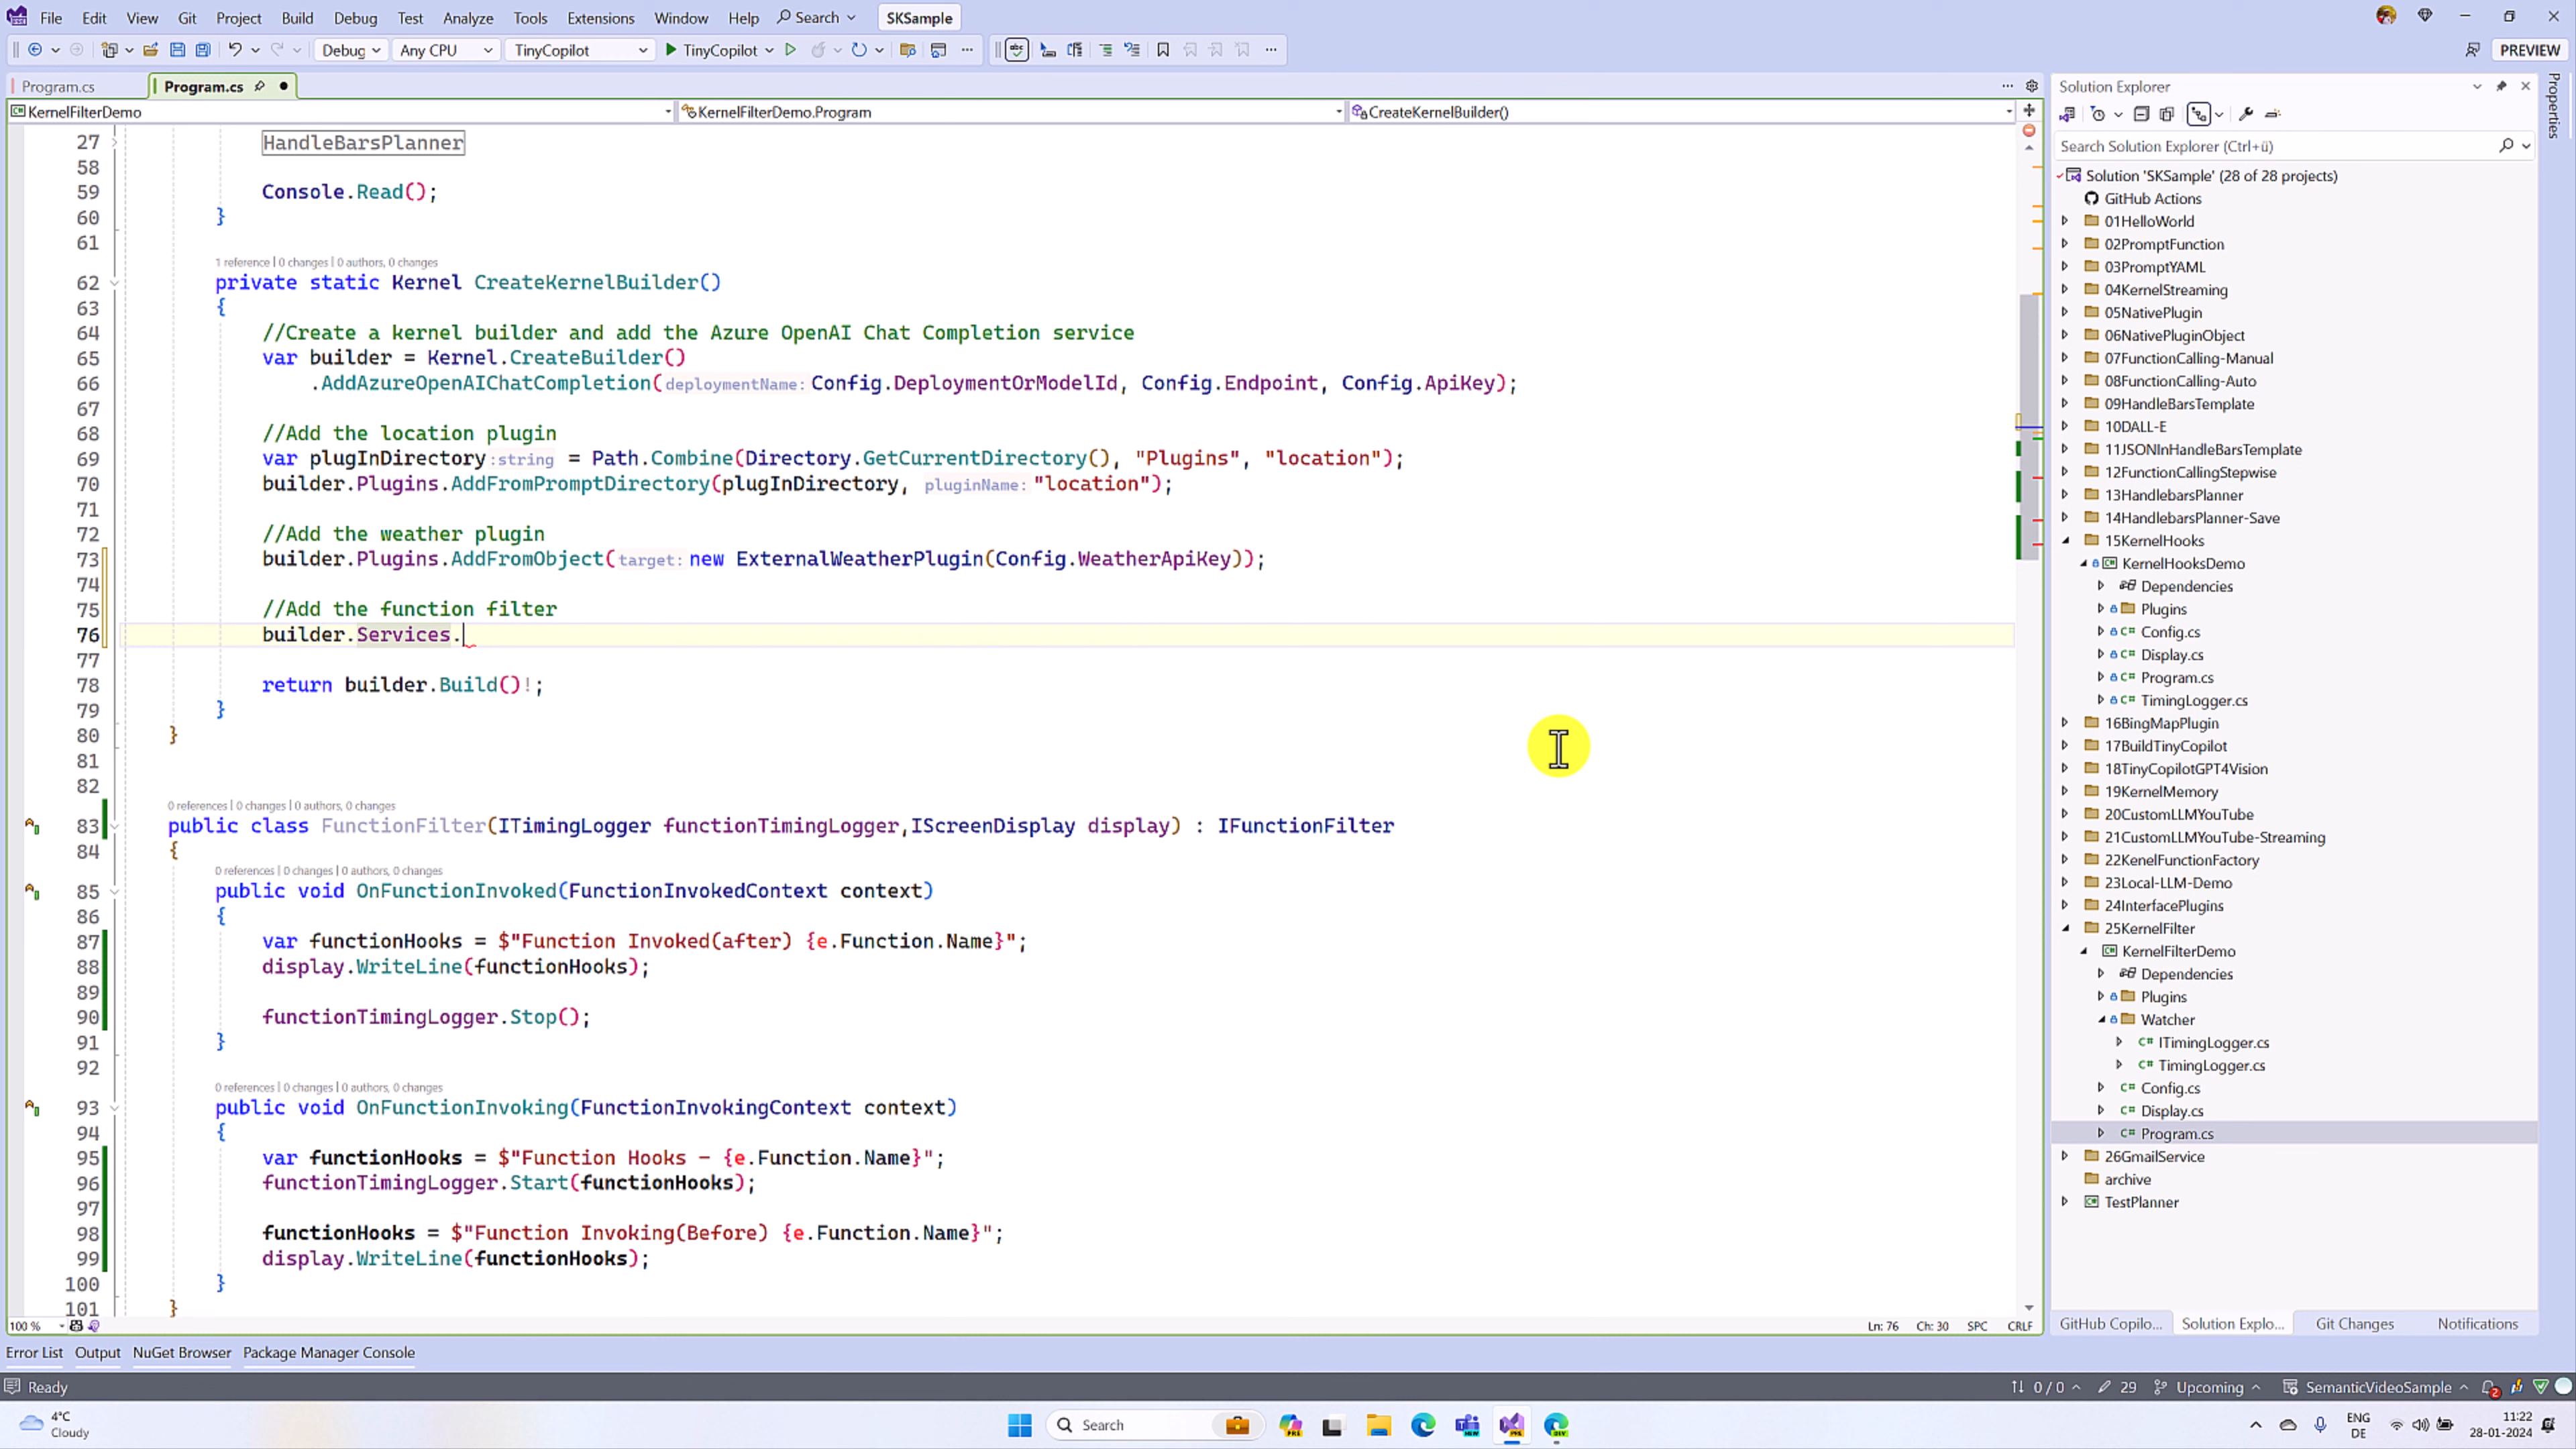 File Edit View Git Project Build Debug Test Analyze Tools Extensions Window Help Search SKSample
Debug Any CPU TinyCopilot TinyCopilot PREVIEW
Program.cs Program.cs
KernelFilterDemo KernelFilterDemo.Program CreateKernelBuilder()
27 HandleBarsPlanner
58
59 Console.Read();
60 }
61
1 reference | 0 changes | 0 authors, 0 changes
62 private static Kernel CreateKernelBuilder()
63 {
64 //Create a kernel builder and add the Azure OpenAI Chat Completion service
65 var builder = Kernel.CreateBuilder()
66 .AddAzureOpenAIChatCompletion(deploymentName: Config.DeploymentOrModelId, Config.Endpoint, Config.ApiKey);
67
68 //Add the location plugin
69 var plugInDirectory :string = Path.Combine(Directory.GetCurrentDirectory(), "Plugins", "location");
70 builder.Plugins.AddFromPromptDirectory(plugInDirectory, pluginName: "location");
71
72 //Add the weather plugin
73 builder.Plugins.AddFromObject(target: new ExternalWeatherPlugin(Config.WeatherApiKey));
74
75 //Add the function filter
76 builder.Services.
77
78 return builder.Build()!;
79 }
80 }
81
82
0 references | 0 changes | 0 authors, 0 changes
83 public class FunctionFilter(ITimingLogger functionTimingLogger,IScreenDisplay display) : IFunctionFilter
84 {
0 references | 0 changes | 0 authors, 0 changes
85 public void OnFunctionInvoked(FunctionInvokedContext context)
86 {
87 var functionHooks = $"Function Invoked(after) {e.Function.Name}";
88 display.WriteLine(functionHooks);
89
90 functionTimingLogger.Stop();
91 }
92
0 references | 0 changes | 0 authors, 0 changes
93 public void OnFunctionInvoking(FunctionInvokingContext context)
94 {
95 var functionHooks = $"Function Hooks - {e.Function.Name}";
96 functionTimingLogger.Start(functionHooks);
97
98 functionHooks = $"Function Invoking(Before) {e.Function.Name}";
99 display.WriteLine(functionHooks);
100 }
101 }
100 % Ln: 76 Ch: 30 SPC CRLF
Solution Explorer
Properties
Search Solution Explorer (Ctrl+ü)
Solution 'SKSample' (28 of 28 projects)
GitHub Actions
01HelloWorld
02PromptFunction
03PromptYAML
04KernelStreaming
05NativePlugin
06NativePluginObject
07FunctionCalling-Manual
08FunctionCalling-Auto
09HandleBarsTemplate
10DALL-E
11JSONInHandleBarsTemplate
12FunctionCallingStepwise
13HandlebarsPlanner
14HandlebarsPlanner-Save
15KernelHooks
KernelHooksDemo
Dependencies
Plugins
C# Config.cs
C# Display.cs
C# Program.cs
C# TimingLogger.cs
16BingMapPlugin
17BuildTinyCopilot
18TinyCopilotGPT4Vision
19KernelMemory
20CustomLLMYouTube
21CustomLLMYouTube-Streaming
22KenelFunctionFactory
23Local-LLM-Demo
24InterfacePlugins
25KernelFilter
KernelFilterDemo
Dependencies
Plugins
Watcher
C# ITimingLogger.cs
C# TimingLogger.cs
C# Config.cs
C# Display.cs
C# Program.cs
26GmailService
archive
TestPlanner
GitHub Copilo... Solution Explo... Git Changes Notifications
Error List Output NuGet Browser Package Manager Console
Ready 0 / 0 29 Upcoming SemanticVideoSample 2
4°C
Cloudy
Search
ENG
DE
11:22
28-01-2024